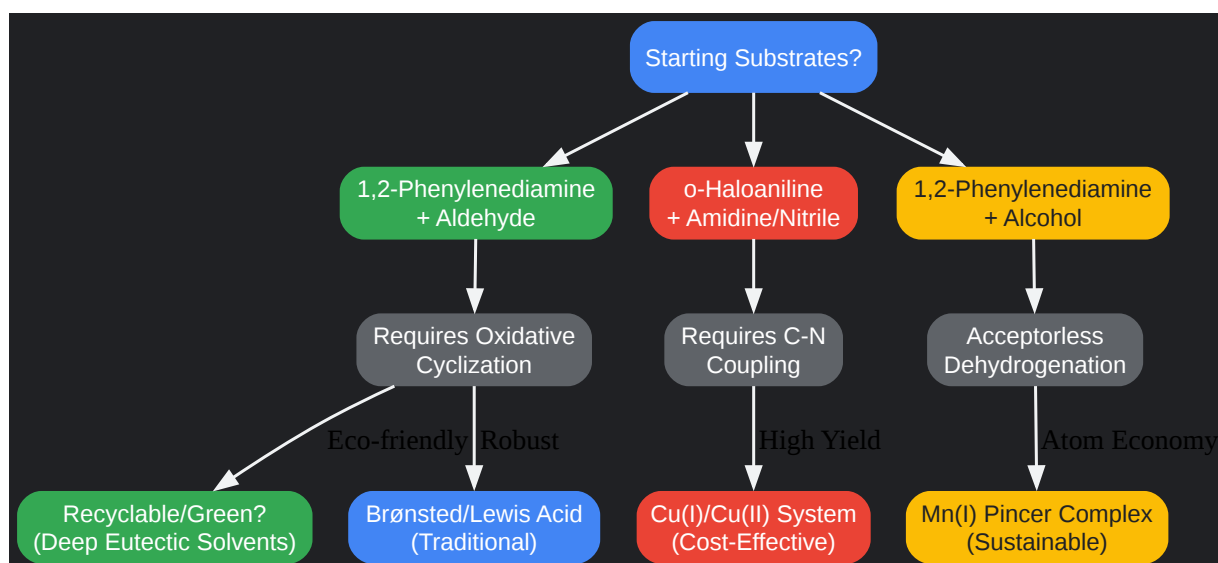 Starting Substrates?
1,2-Phenylenediamine
+ Aldehyde
o-Haloaniline
+ Amidine/Nitrile
1,2-Phenylenediamine
+ Alcohol
Requires Oxidative
Cyclization
Requires C-N
Coupling
Acceptorless
Dehydrogenation
Eco-friendly
Robust
High Yield
Atom Economy
Recyclable/Green?
(Deep Eutectic Solvents)
Brønsted/Lewis Acid
(Traditional)
Cu(I)/Cu(II) System
(Cost-Effective)
Mn(I) Pincer Complex
(Sustainable)